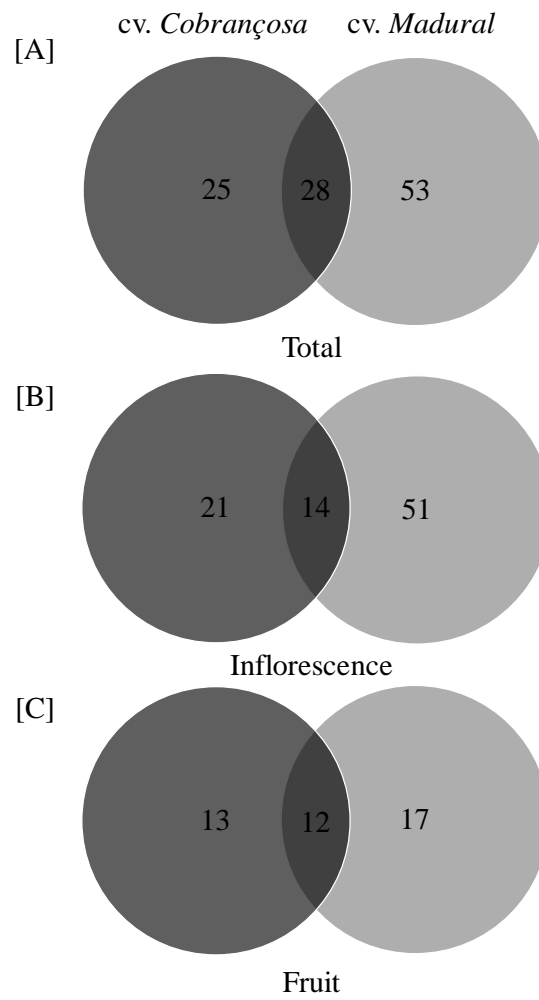 cv. Cobrançosa cv. Madural
[A]
25 28 53
Total
[B]
21 14 51
Inflorescence
[C]
13 12 17
Fruit